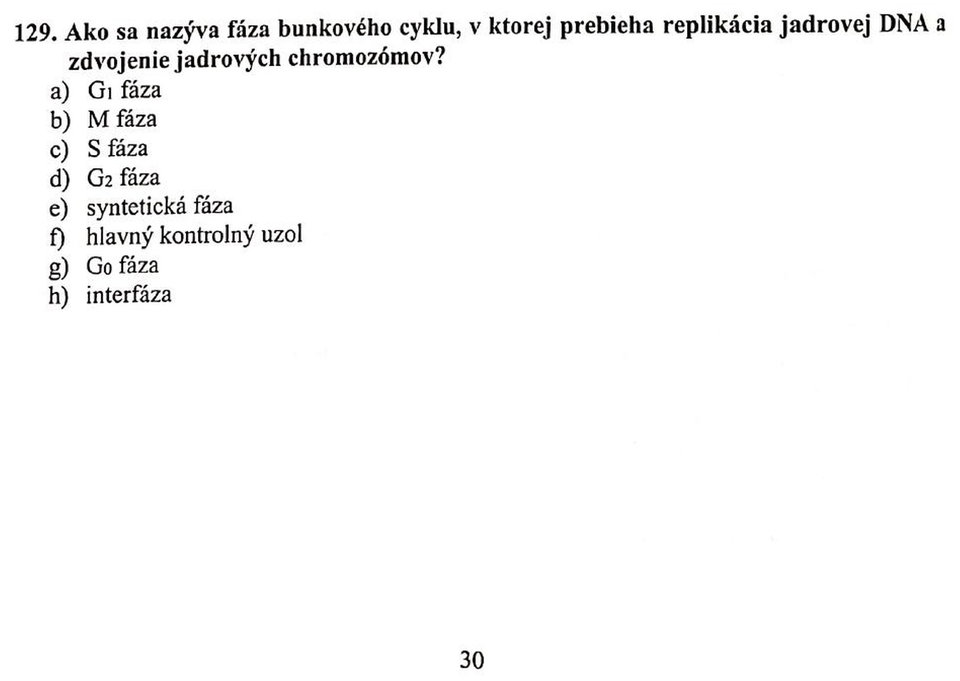 129. Ako sa nazýva fáza bunkového cyklu, v ktorej prebieha replikácia jadrovej DNA a
zdvojenie jadrových chromozómov?
a) G1 fáza
b) M fáza
c) S fáza
d) G2 fáza
e) syntetická fáza
f) hlavný kontrolný uzol
g) G0 fáza
h) interfáza
30